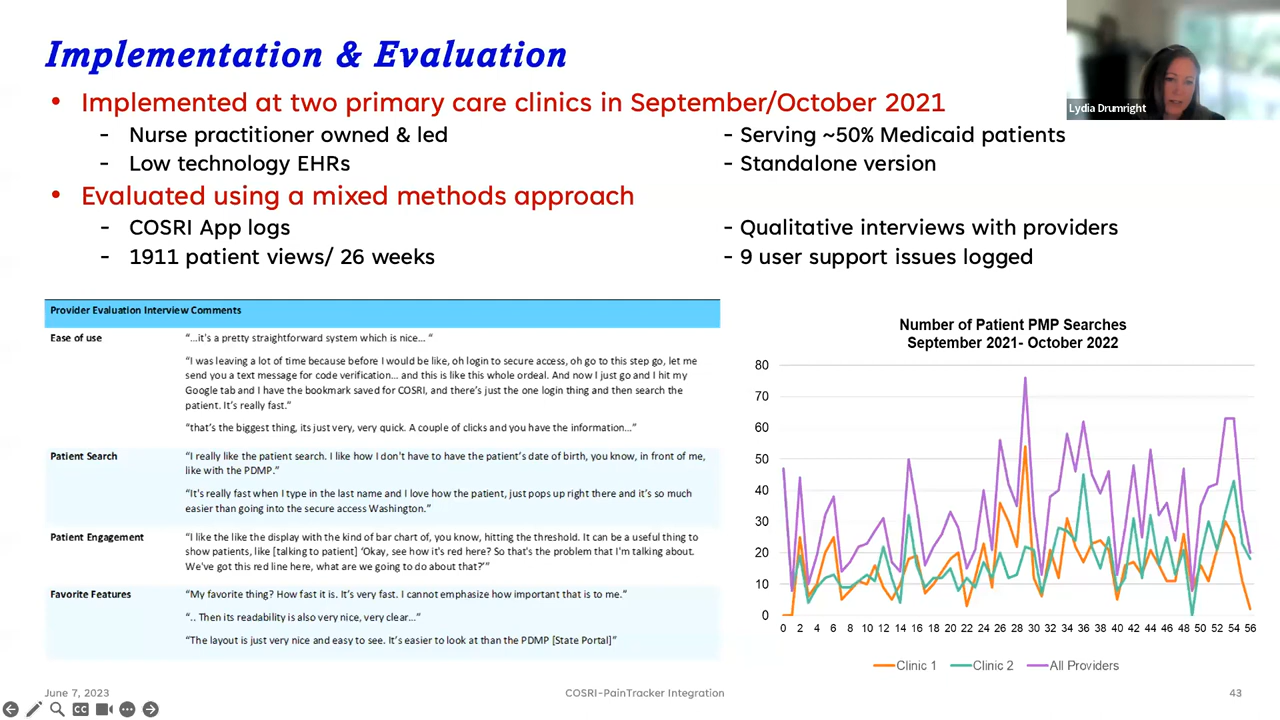 Implementation & Evaluation
Lydia Drumright
• Implemented at two primary care clinics in September/October 2021
- Nurse practitioner owned & led
- Serving ~50% Medicaid patients
- Low technology EHRs
- Standalone version
• Evaluated using a mixed methods approach
- COSRI App logs
- Qualitative interviews with providers
- 1911 patient views/ 26 weeks
- 9 user support issues logged
Provider Evaluation Interview Comments
Ease of use
“...it's a pretty straightforward system which is nice... “
“I was leaving a lot of time because before I would be like, oh login to secure access, oh go to this step go, let me
send you a text message for code verification... and this is like this whole ordeal. And now I just go and I hit my
Google tab and I have the bookmark saved for COSRI, and there’s just the one login thing and then search the
patient. It’s really fast.”
“that’s the biggest thing, its just very, very quick. A couple of clicks and you have the information...”
Patient Search
“I really like the patient search. I like how I don't have to have the patient’s date of birth, you know, in front of me,
like with the PDMP.”
“It's really fast when I type in the last name and I love how the patient, just pops up right there and it’s so much
easier than going into the secure access Washington.”
Patient Engagement
“I like the like the display with the kind of bar chart of, you know, hitting the threshold. It can be a useful thing to
show patients, like [talking to patient] ‘Okay, see how it's red here? So that's the problem that I'm talking about.
We've got this red line here, what are we going to do about that?’”
Favorite Features
“My favorite thing? How fast it is. It’s very fast. I cannot emphasize how important that is to me.”
“.. Then its readability is also very nice, very clear...”
“The layout is just very nice and easy to see. It’s easier to look at than the PDMP [State Portal]”
Number of Patient PMP Searches
September 2021- October 2022
80
70
60
50
40
30
20
10
0
0 2 4 6 8 10 12 14 16 18 20 22 24 26 28 30 32 34 36 38 40 42 44 46 48 50 52 54 56
Clinic 1 Clinic 2 All Providers
June 7, 2023
COSRI-PainTracker Integration
43
CC